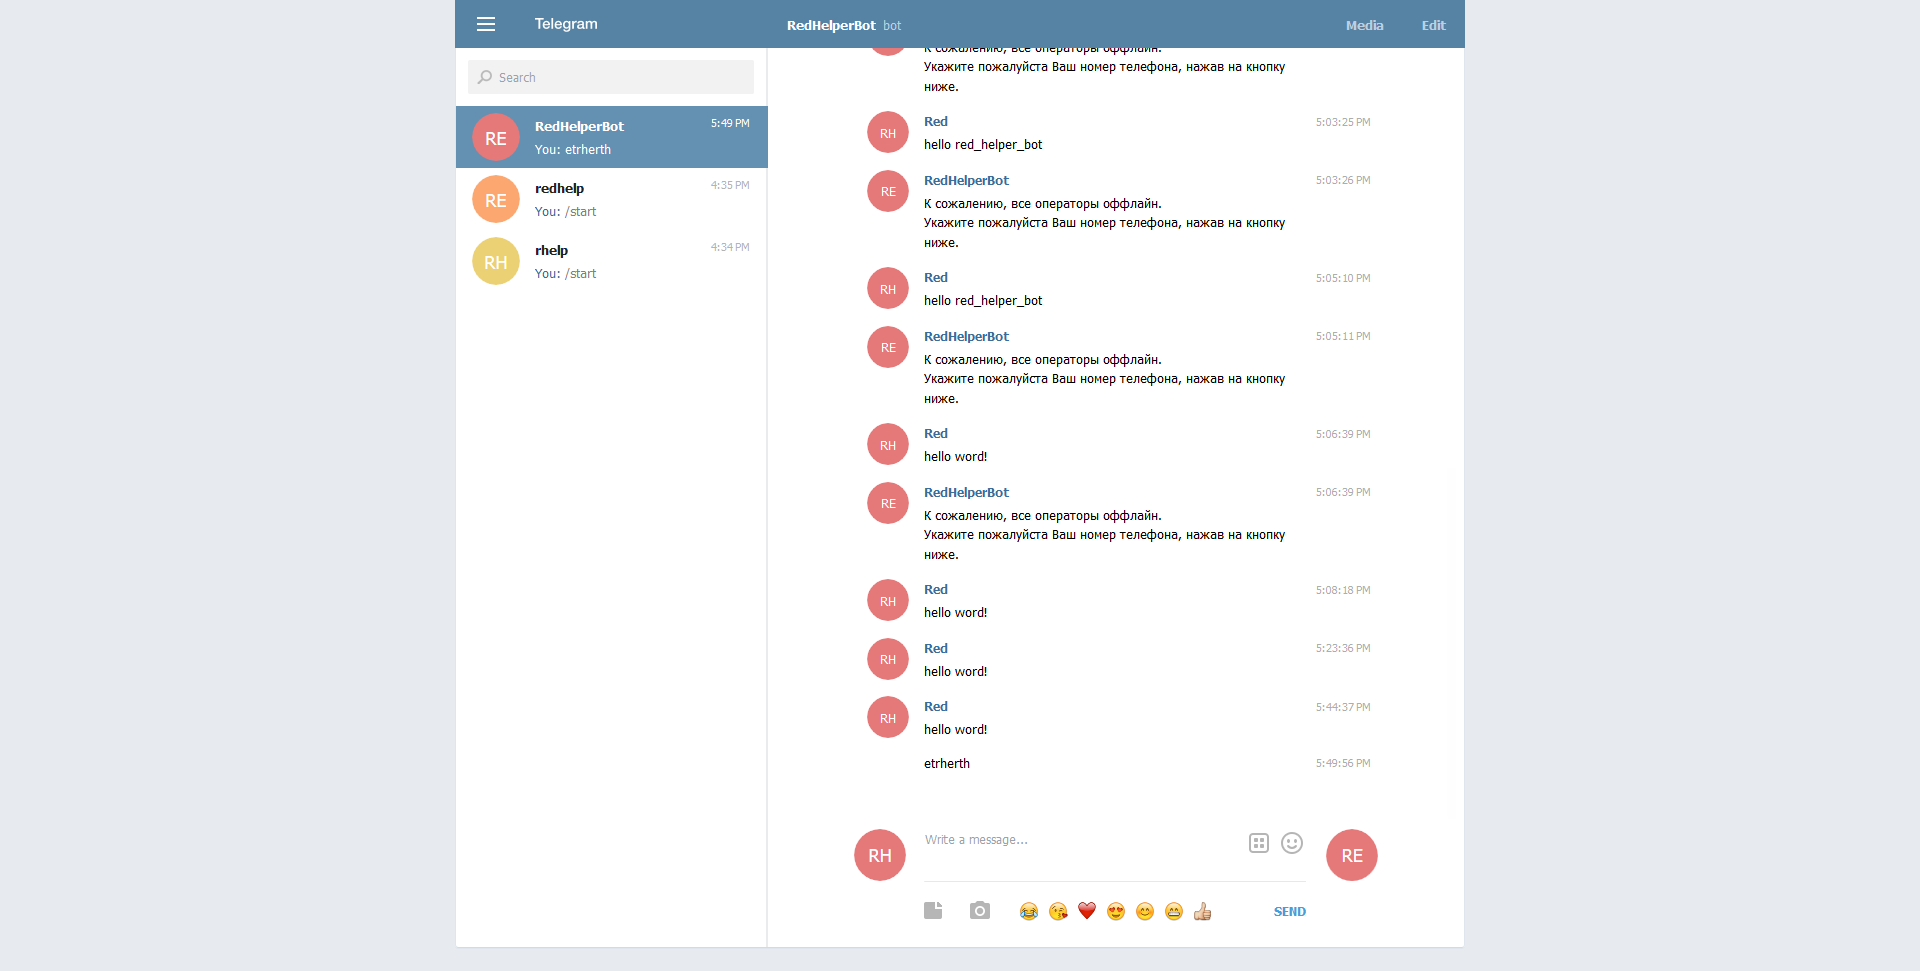 Telegram
RedHelperBot bot
Media
Edit
Search
RE
RedHelperBot
5:49 PM
You: etrherth
RE
redhelp
4:35 PM
You: /start
RH
rhelp
4:34 PM
You: /start
К сожалению, все операторы оффлайн.
Укажите пожалуйста Ваш номер телефона, нажав на кнопку
ниже.
RH
Red
5:03:25 PM
hello red_helper_bot
RE
RedHelperBot
5:03:26 PM
К сожалению, все операторы оффлайн.
Укажите пожалуйста Ваш номер телефона, нажав на кнопку
ниже.
RH
Red
5:05:10 PM
hello red_helper_bot
RE
RedHelperBot
5:05:11 PM
К сожалению, все операторы оффлайн.
Укажите пожалуйста Ваш номер телефона, нажав на кнопку
ниже.
RH
Red
5:06:39 PM
hello word!
RE
RedHelperBot
5:06:39 PM
К сожалению, все операторы оффлайн.
Укажите пожалуйста Ваш номер телефона, нажав на кнопку
ниже.
RH
Red
5:08:18 PM
hello word!
RH
Red
5:23:36 PM
hello word!
RH
Red
5:44:37 PM
hello word!
etrherth
5:49:56 PM
RH
Write a message...
RE
SEND